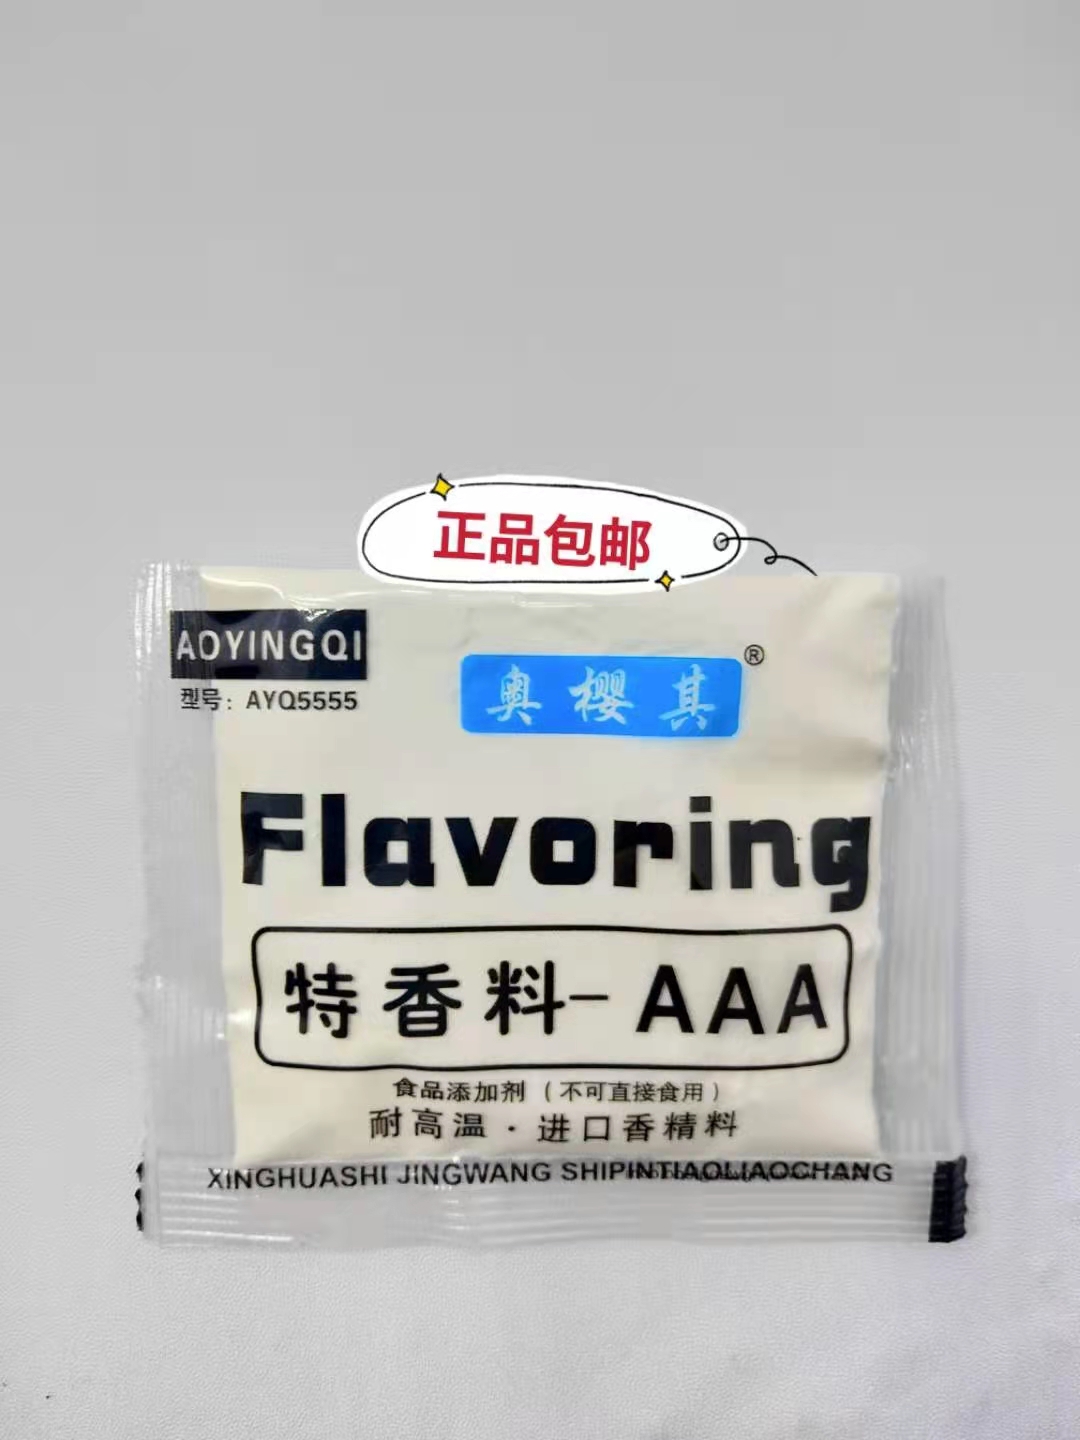 正品包邮
AOYINGQI
型号：AYQ5555
奥樱其®
Flavoring
特香料-AAA
食品添加剂（不可直接食用）
耐高温·进口香精料
XINGHUASHI JINGWANG SHIPINTIAOLIAOCHANG